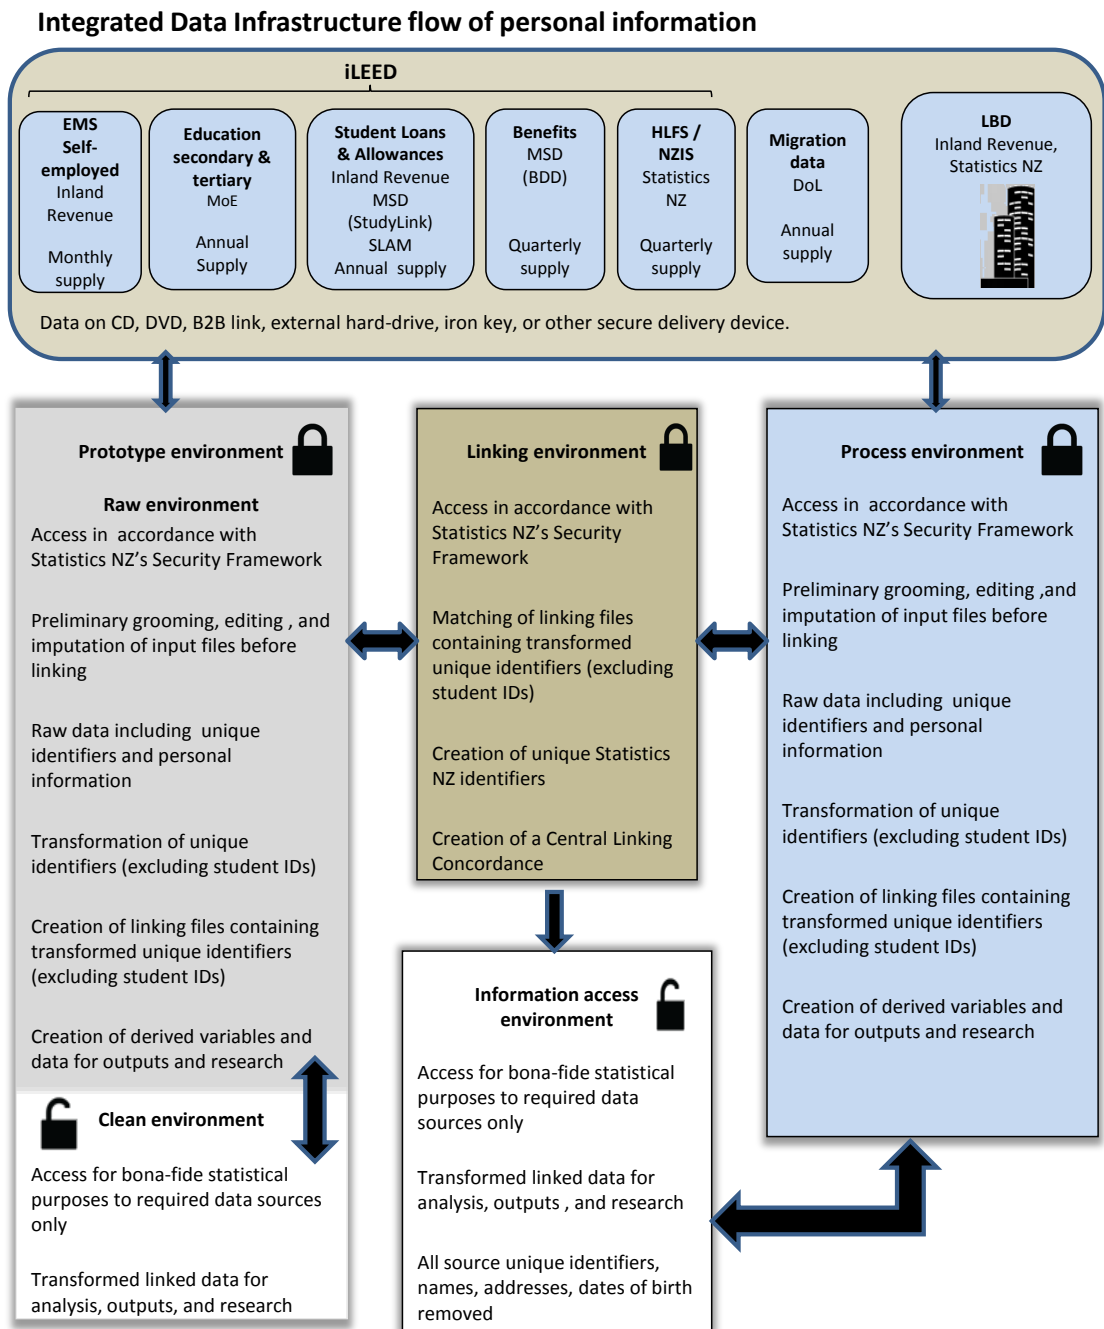 Integrated Data Infrastructure flow of personal information
iLEED
EMS
Self-
employed
Inland
Revenue
Monthly
supply
Education
secondary &
tertiary
MoE
Annual
Supply
Student Loans
& Allowances
Inland Revenue
MSD
(StudyLink)
SLAM
Annual supply
Benefits
MSD
(BDD)
Quarterly
supply
HLFS /
NZIS
Statistics
NZ
Quarterly
supply
Migration
data
DoL
Annual
supply
LBD
Inland Revenue,
Statistics NZ
Data on CD, DVD, B2B link, external hard-drive, iron key, or other secure delivery device.
Prototype environment
Raw environment
Access in accordance with
Statistics NZ’s Security Framework
Preliminary grooming, editing , and
imputation of input files before
linking
Raw data including unique
identifiers and personal
information
Transformation of unique
identifiers (excluding student IDs)
Creation of linking files containing
transformed unique identifiers
(excluding student IDs)
Creation of derived variables and
data for outputs and research
Clean environment
Access for bona-fide statistical
purposes to required data sources
only
Transformed linked data for
analysis, outputs, and research
Linking environment
Access in accordance with
Statistics NZ’s Security
Framework
Matching of linking files
containing transformed
unique identifiers (excluding
student IDs)
Creation of unique Statistics
NZ identifiers
Creation of a Central Linking
Concordance
Information access
environment
Access for bona-fide statistical
purposes to required data
sources only
Transformed linked data for
analysis, outputs , and research
All source unique identifiers,
names, addresses, dates of birth
removed
Process environment
Access in accordance with
Statistics NZ’s Security Framework
Preliminary grooming, editing ,and
imputation of input files before
linking
Raw data including unique
identifiers and personal
information
Transformation of unique
identifiers (excluding student IDs)
Creation of linking files containing
transformed unique identifiers
(excluding student IDs)
Creation of derived variables and
data for outputs and research